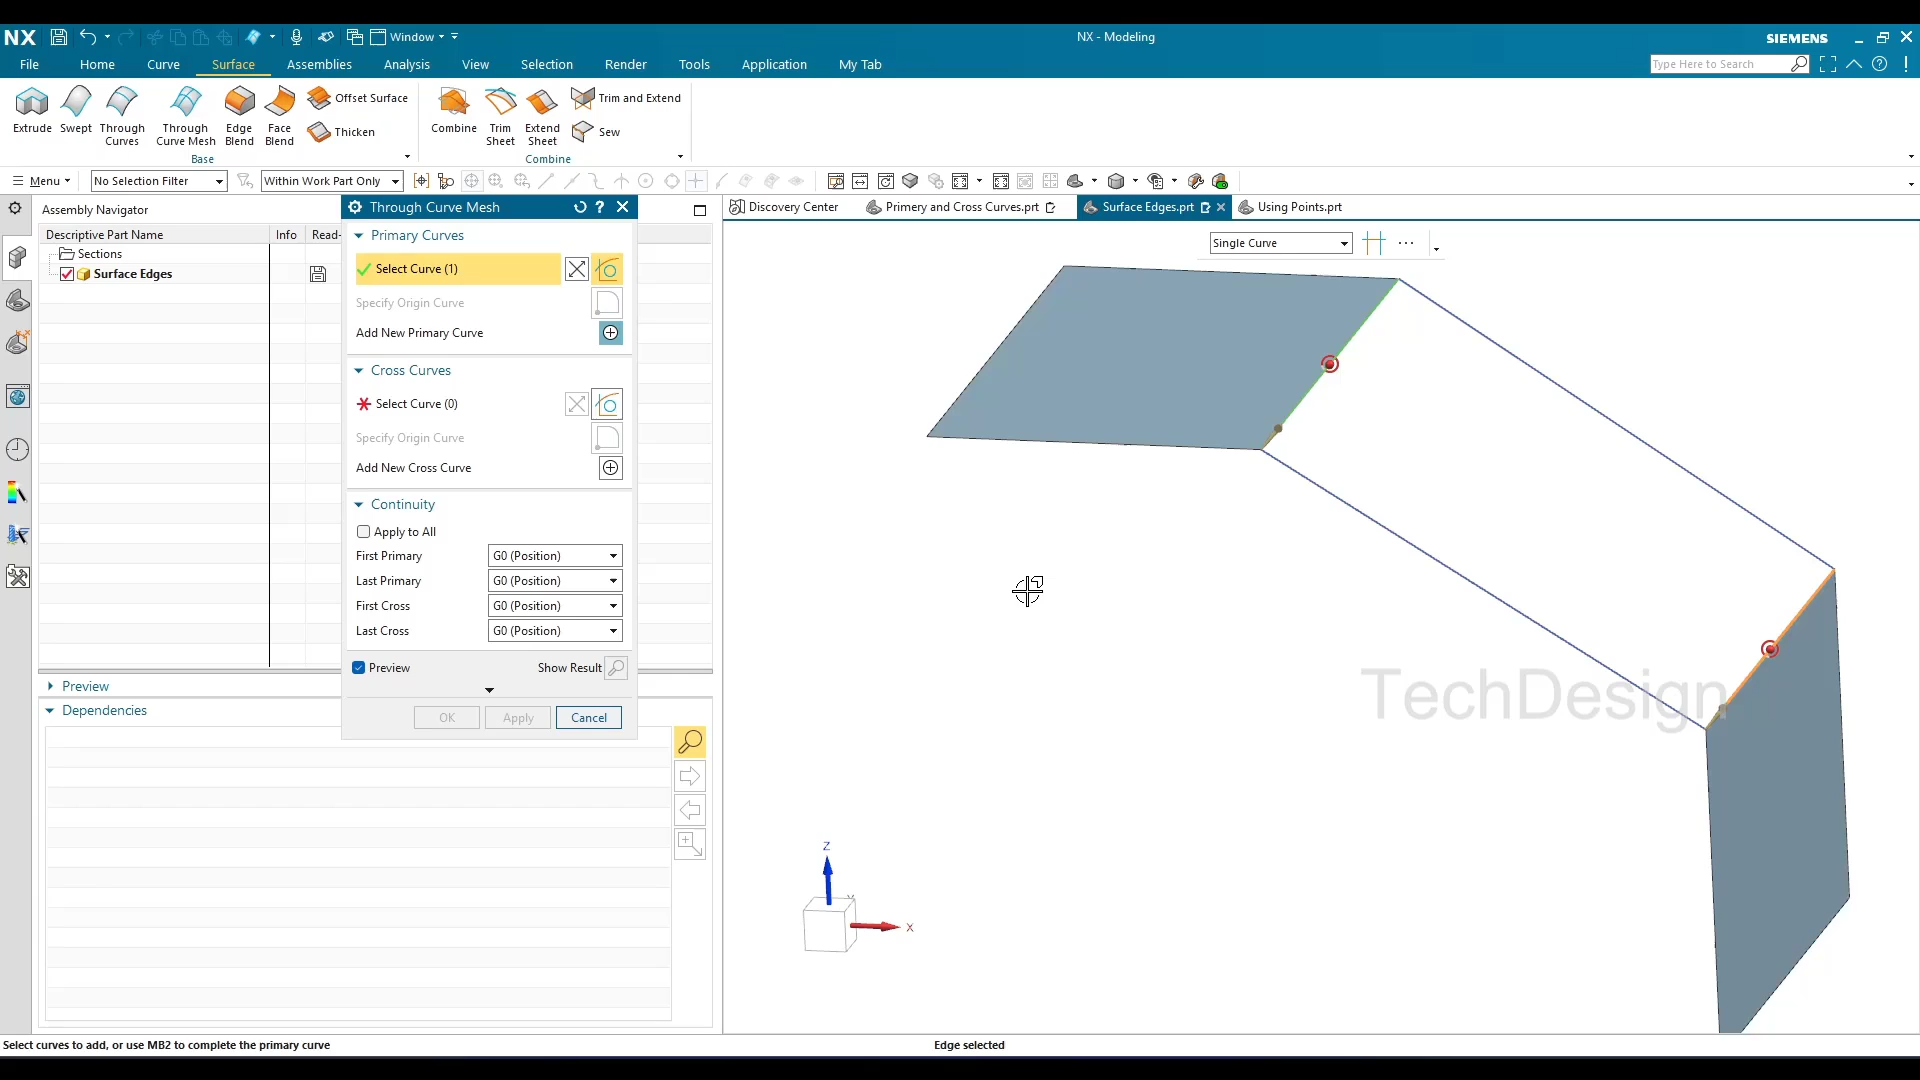 NX
Window
NX - Modeling
SIEMENS
File
Home
Curve
Surface
Assemblies
Analysis
View
Selection
Render
Tools
Application
My Tab
Type Here to Search
Extrude
Swept
Through Curves
Through Curve Mesh
Edge Blend
Face Blend
Offset Surface
Thicken
Base
Combine
Trim Sheet
Extend Sheet
Trim and Extend
Sew
Combine
Menu
No Selection Filter
Within Work Part Only
Assembly Navigator
Descriptive Part Name
Info
Read-
Sections
Surface Edges
Preview
Dependencies
Through Curve Mesh
Primary Curves
Select Curve (1)
Specify Origin Curve
Add New Primary Curve
Cross Curves
Select Curve (0)
Specify Origin Curve
Add New Cross Curve
Continuity
Apply to All
First Primary
G0 (Position)
Last Primary
G0 (Position)
First Cross
G0 (Position)
Last Cross
G0 (Position)
Preview
Show Result
OK
Apply
Cancel
Discovery Center
Primery and Cross Curves.prt
Surface Edges.prt
Using Points.prt
Single Curve
TechDesign
Z
Y
X
Select curves to add, or use MB2 to complete the primary curve
Edge selected